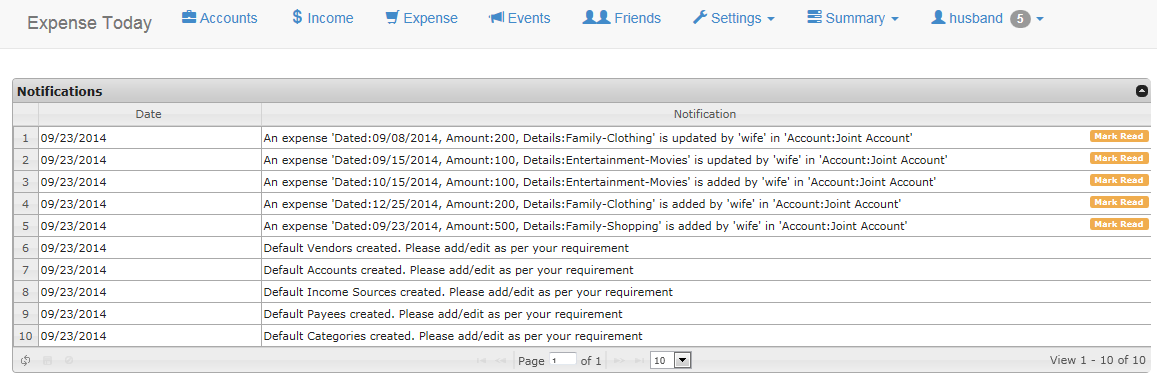 Expense Today Accounts $ Income Expense Events Friends Settings Summary husband 5
Notifications
Date Notification
1 09/23/2014 An expense 'Dated:09/08/2014, Amount:200, Details:Family-Clothing' is updated by 'wife' in 'Account:Joint Account' Mark Read
2 09/23/2014 An expense 'Dated:09/15/2014, Amount:100, Details:Entertainment-Movies' is updated by 'wife' in 'Account:Joint Account' Mark Read
3 09/23/2014 An expense 'Dated:10/15/2014, Amount:100, Details:Entertainment-Movies' is added by 'wife' in 'Account:Joint Account' Mark Read
4 09/23/2014 An expense 'Dated:12/25/2014, Amount:200, Details:Family-Clothing' is added by 'wife' in 'Account:Joint Account' Mark Read
5 09/23/2014 An expense 'Dated:09/23/2014, Amount:500, Details:Family-Shopping' is added by 'wife' in 'Account:Joint Account' Mark Read
6 09/23/2014 Default Vendors created. Please add/edit as per your requirement
7 09/23/2014 Default Accounts created. Please add/edit as per your requirement
8 09/23/2014 Default Income Sources created. Please add/edit as per your requirement
9 09/23/2014 Default Payees created. Please add/edit as per your requirement
10 09/23/2014 Default Categories created. Please add/edit as per your requirement
Page 1 of 1 10 View 1 - 10 of 10